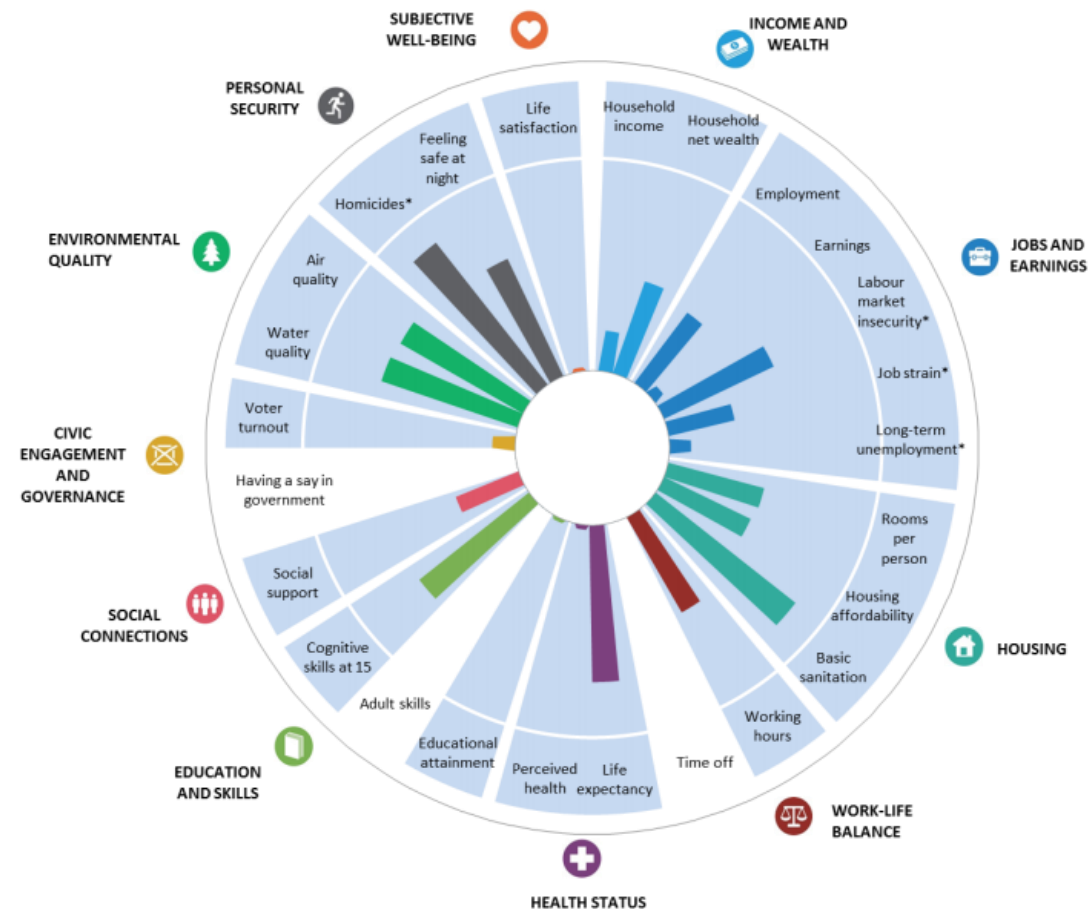 SUBJECTIVE
WELL-BEING
INCOME AND
WEALTH
PERSONAL
SECURITY
Life
satisfaction
Household
income
Household
net wealth
Feeling
safe at
night
Homicides*
Employment
ENVIRONMENTAL
QUALITY
Air
quality
Earnings
JOBS AND
EARNINGS
Labour
market
insecurity*
Water
quality
Job strain*
Voter
turnout
Long-term
unemployment*
CIVIC
ENGAGEMENT
AND
GOVERNANCE
Having a say in
government
Rooms
per
person
Social
support
Housing
affordability
SOCIAL
CONNECTIONS
HOUSING
Cognitive
skills at 15
Basic
sanitation
Adult skills
Working
hours
Educational
attainment
Perceived
health
Life
expectancy
Time off
EDUCATION
AND SKILLS
WORK-LIFE
BALANCE
HEALTH STATUS